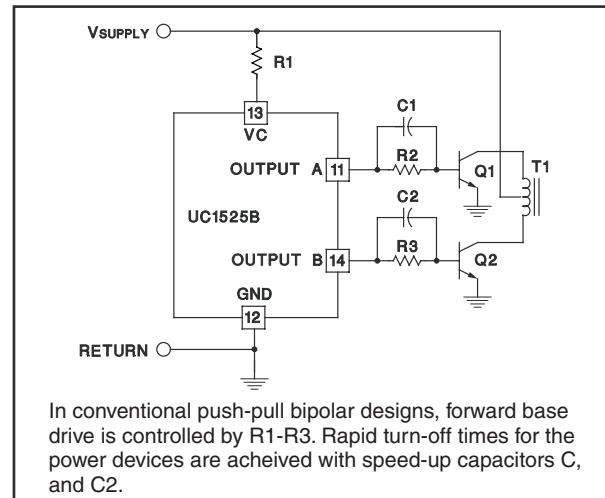 VSUPPLY
R1
13
VC
C1
OUTPUT A 11
R2
Q1
T1
UC1525B
C2
OUTPUT B 14
R3
Q2
GND
12
RETURN
In conventional push-pull bipolar designs, forward base
drive is controlled by R1-R3. Rapid turn-off times for the
power devices are acheived with speed-up capacitors C,
and C2.